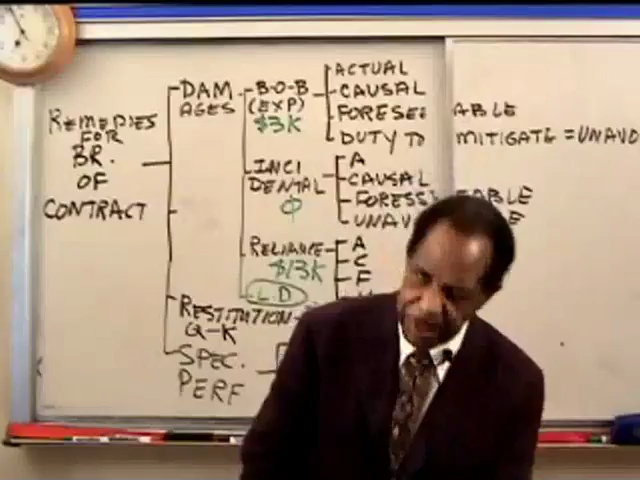 REMEDIES
FOR
BR.
OF
CONTRACT
DAM
AGES
B-O-B
(EXP)
$3K
ACTUAL
CAUSAL
FORESEE ABLE
DUTY TO MITIGATE = UNAVO
INCI
DENTAL
Φ
A
CAUSAL
FORESE EABLE
UNAV E
RELIANCE
$13K
A
C
F
L D
RESTITUTION
Q-K
SPEC.
PERF